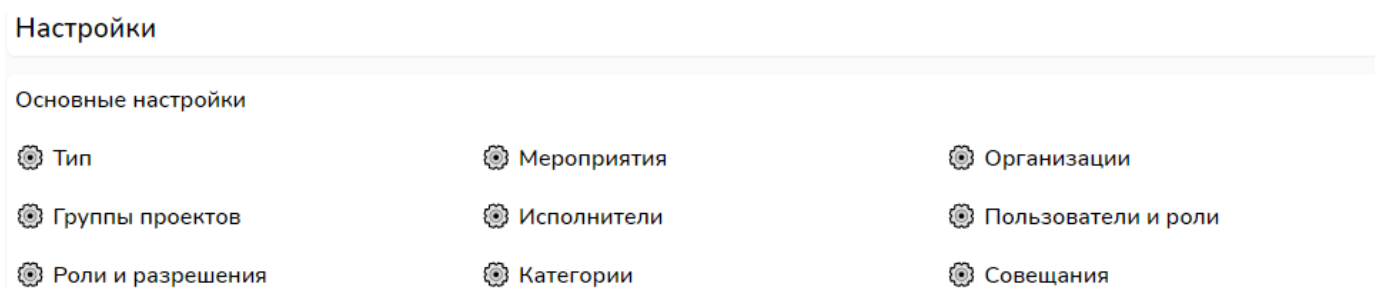 Настройки
Основные настройки
Тип Мероприятия Организации
Группы проектов Исполнители Пользователи и роли
Роли и разрешения Категории Совещания